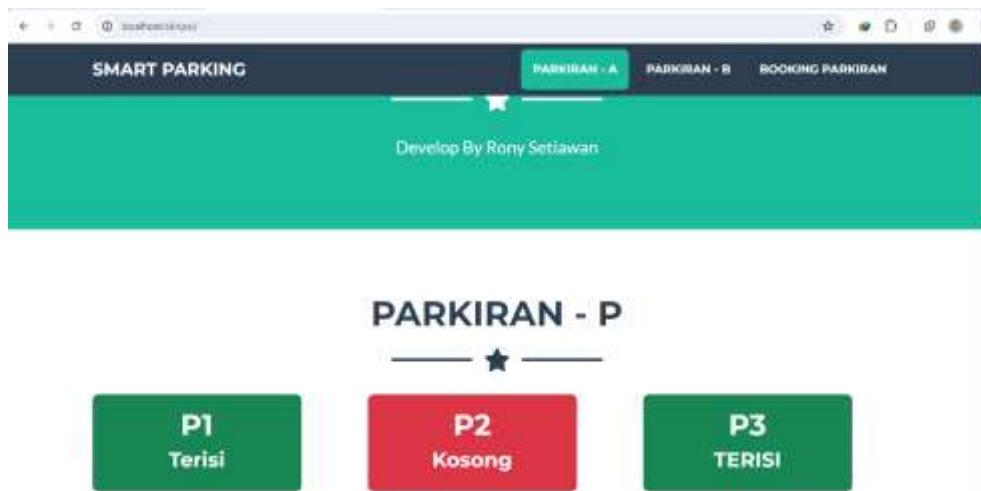 SMART PARKING
PARKIRAN - A
PARKIRAN - B
BOOKING PARKIRAN
Develop By Rony Setiawan
PARKIRAN - P
P1
Terisi
P2
Kosong
P3
TERISI